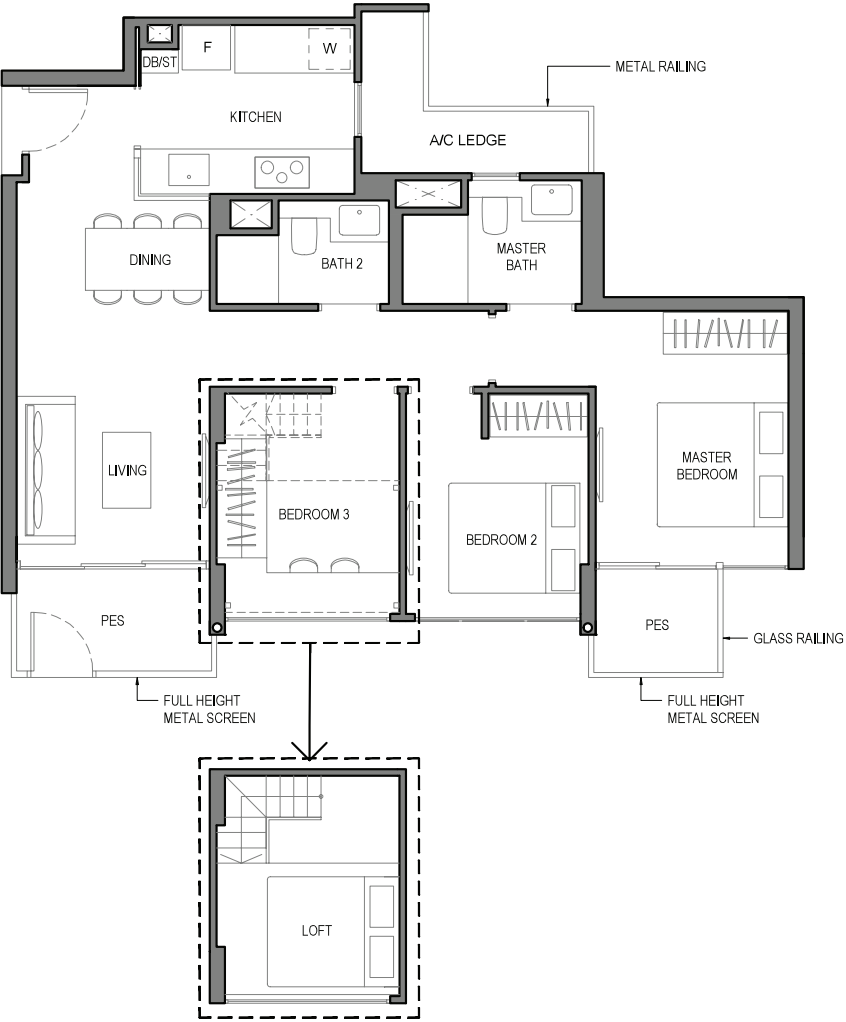 F
W
DB/ST
METAL RAILING
KITCHEN
A/C LEDGE
DINING
BATH 2
MASTER
BATH
LIVING
BEDROOM 3
BEDROOM 2
MASTER
BEDROOM
PES
PES
GLASS RAILING
FULL HEIGHT
METAL SCREEN
FULL HEIGHT
METAL SCREEN
LOFT